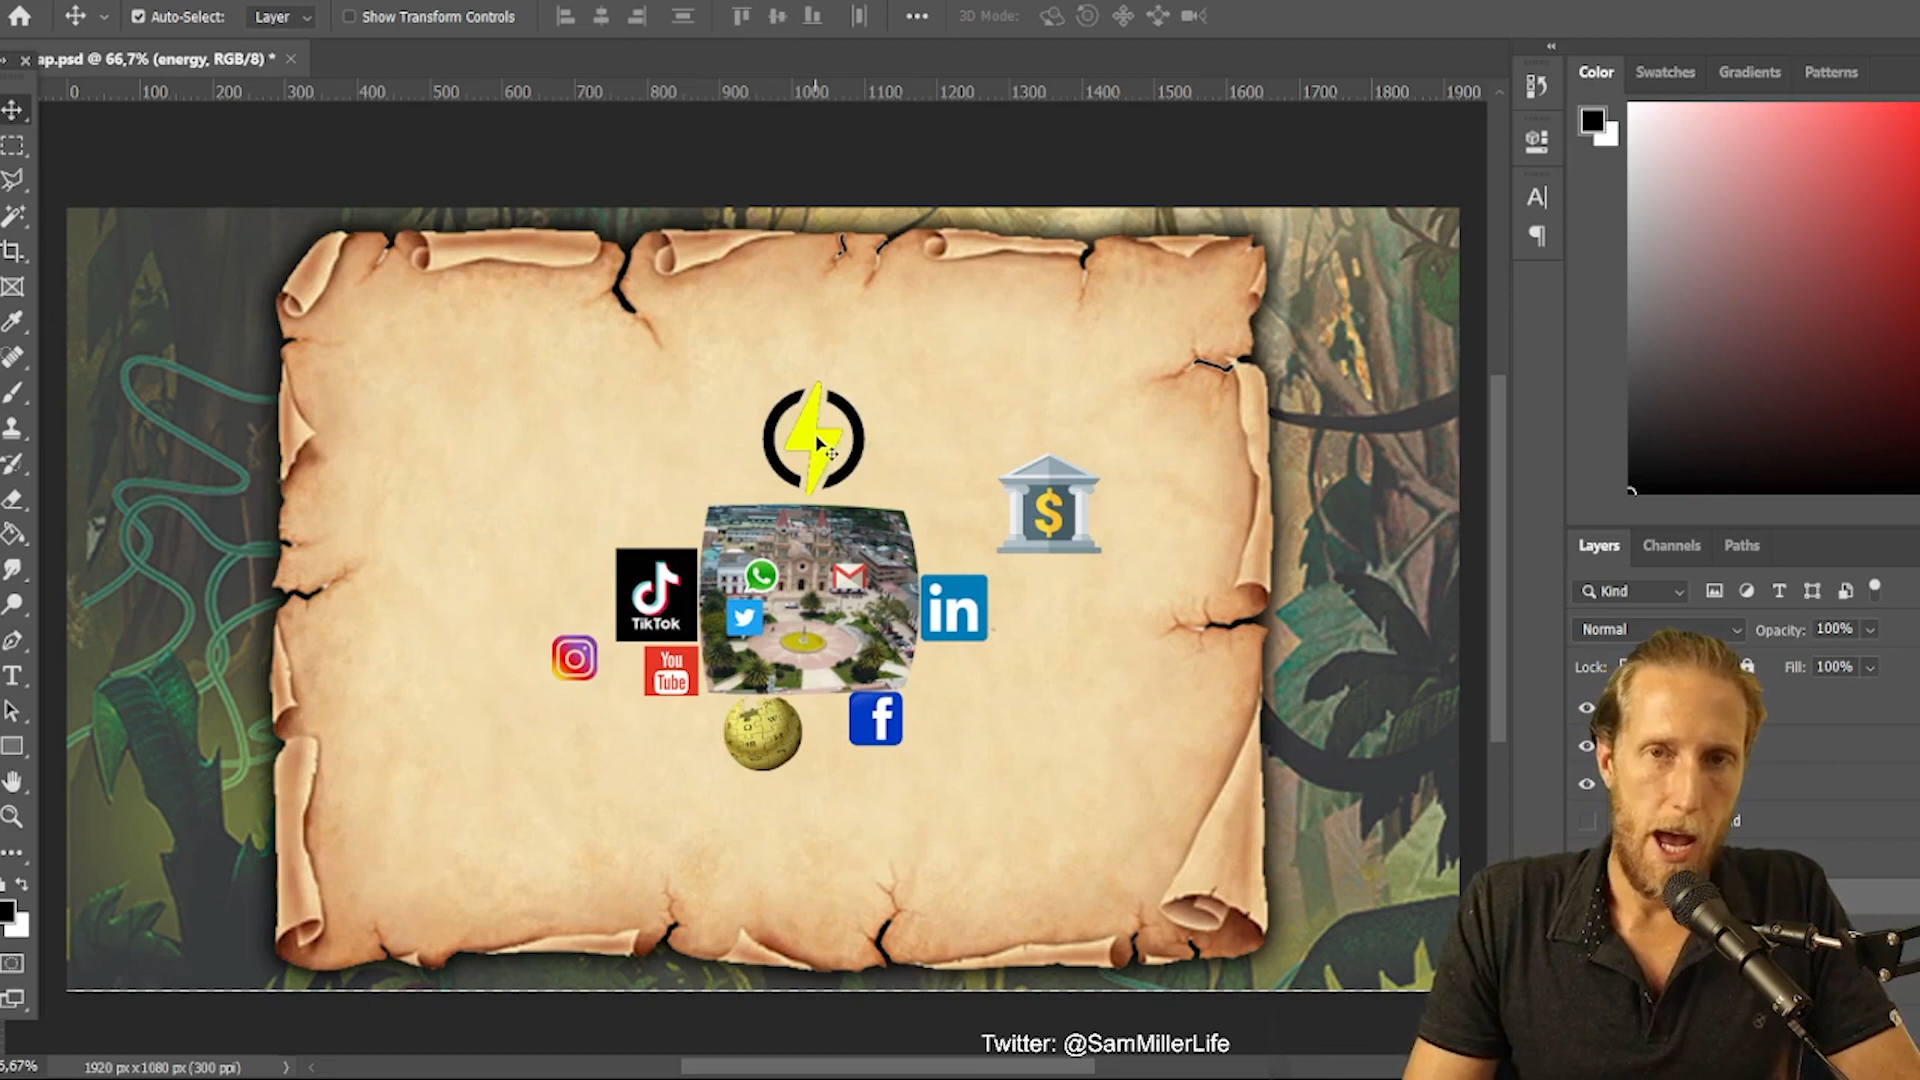 Auto-Select:
Layer
Show Transform Controls
3D Mode:
ap.psd @ 66,7% (energy, RGB/8) *
0 100 200 300 400 500 600 700 800 900 1000 1100 1200 1300 1400 1500 1600 1700 1800 1900
Color
Swatches
Gradients
Patterns
Layers
Channels
Paths
Kind
Normal
Opacity: 100%
Lock:
Fill: 100%
$
TikTok
You
Tube
in
f
1920 px x 1080 px (300 ppi)
Twitter: @SamMillerLife